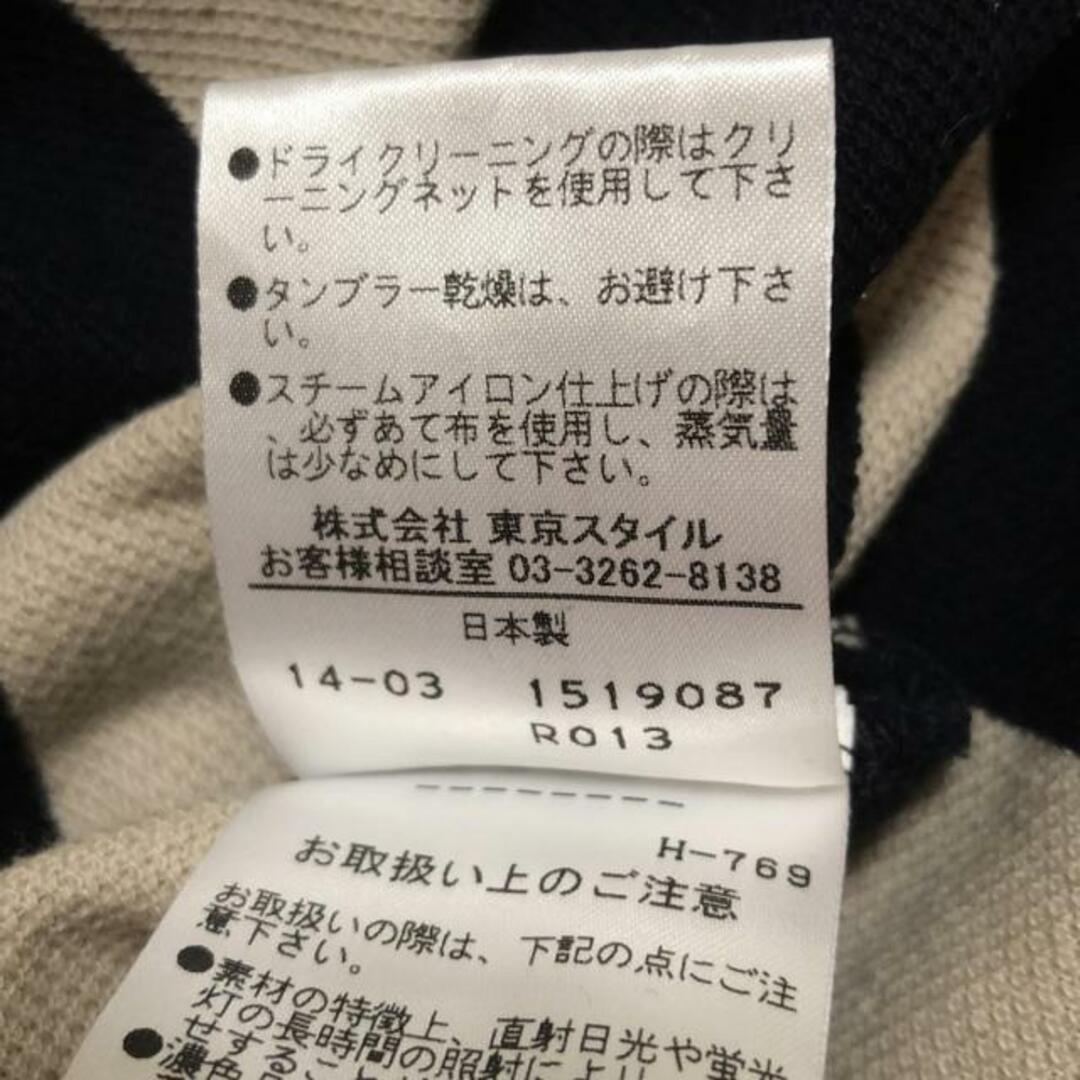 ●ドライクリーニングの際はクリ
ーニングネットを使用して下さ
い。
●タンブラー乾燥は、お避け下さ
い。
●スチームアイロン仕上げの際は
、必ずあて布を使用し、蒸気量
は少なめにして下さい。
株式会社 東京スタイル
お客様相談室 03-3262-8138
日本製
14-03 1519087
R013
H-769
お取扱い上のご注意
お取扱いの際は、下記の点にご注
意下さい。
●素材の特徴上、直射日光や蛍光
灯の長時間の照射により
せすること
●濃色